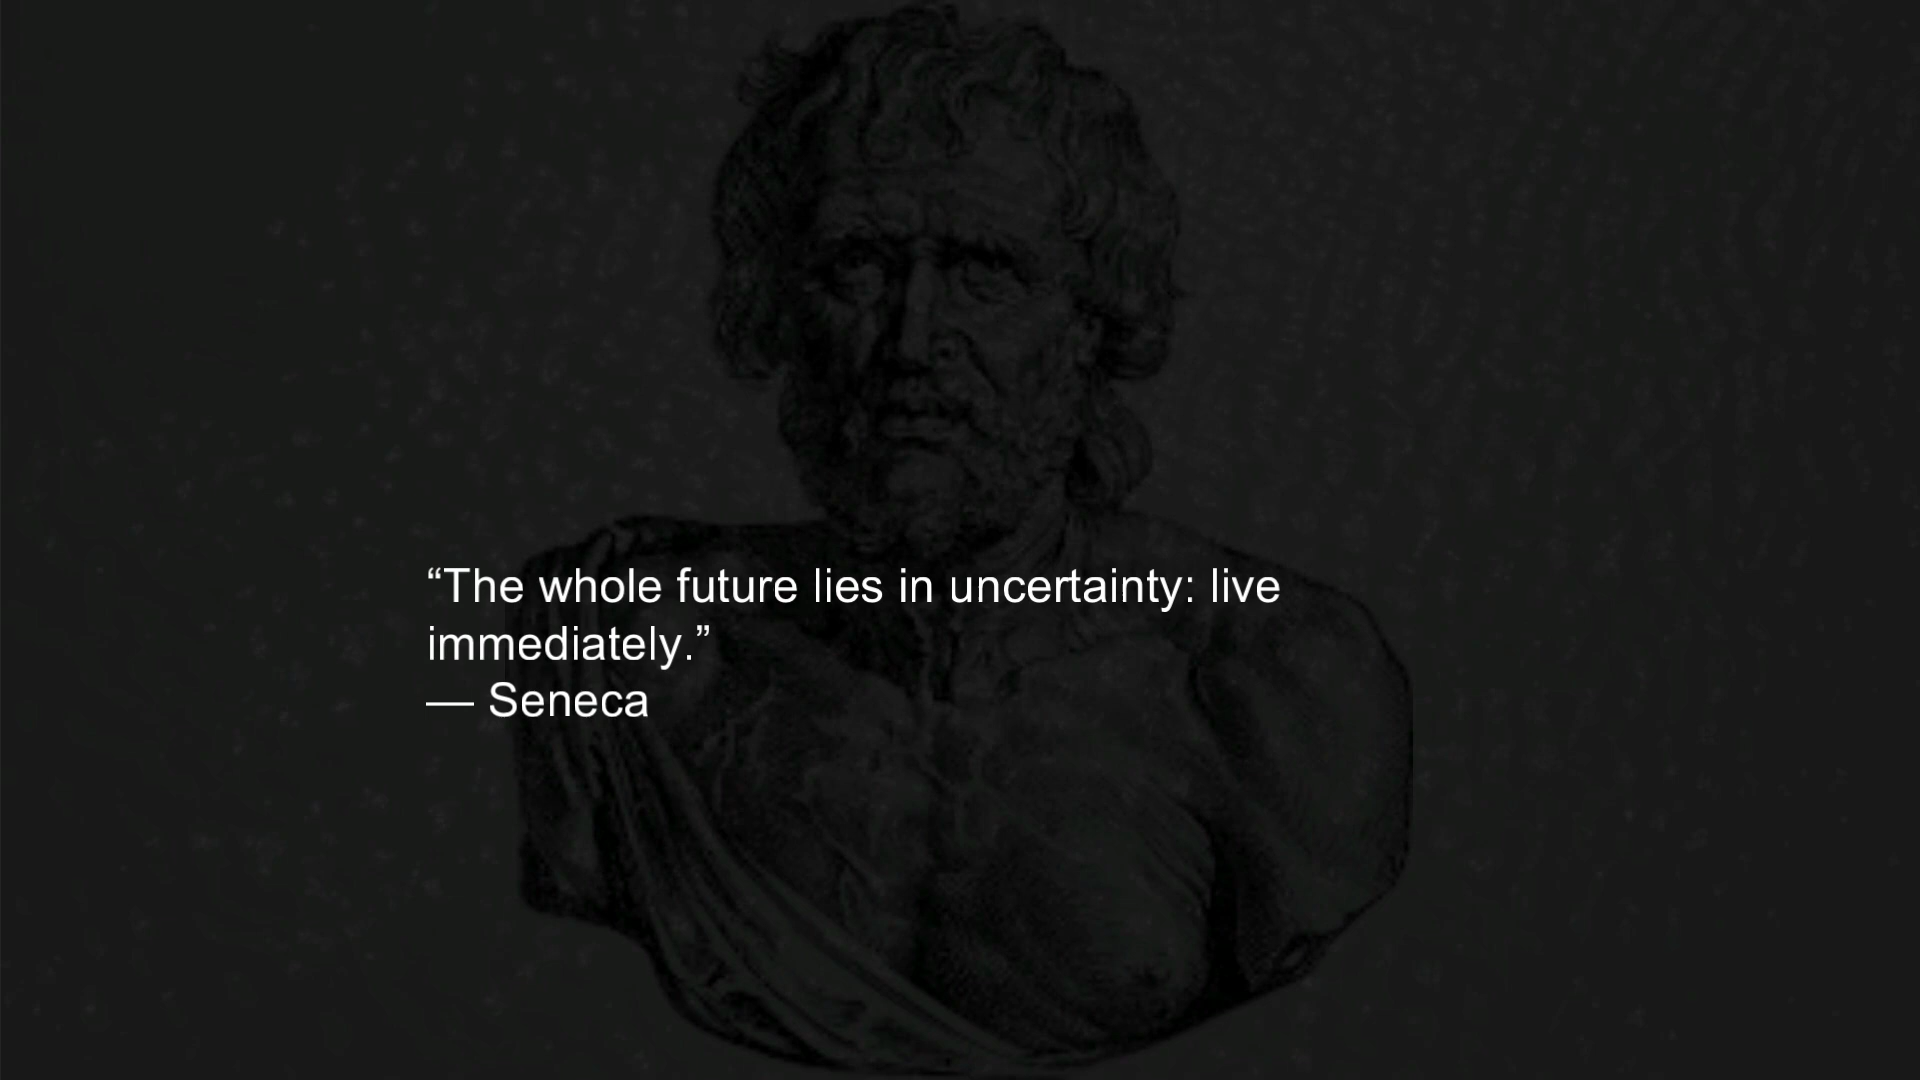 “The whole future lies in uncertainty: live
immediately.”
— Seneca